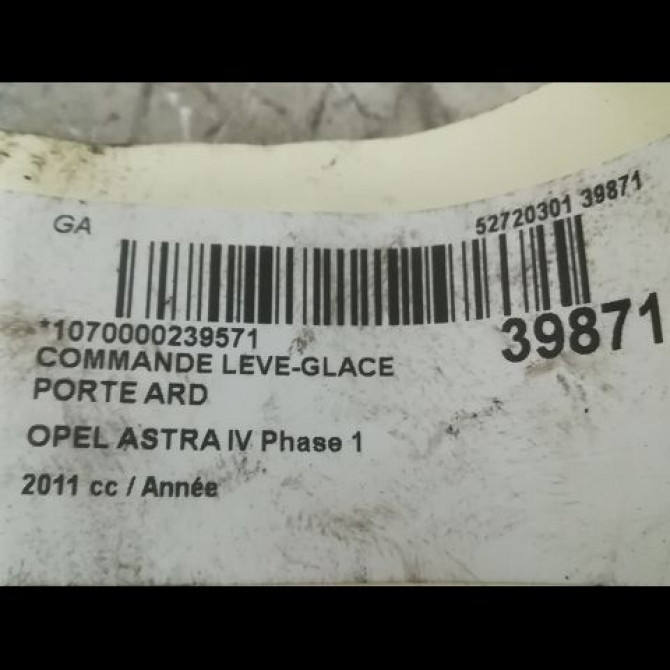 GA
52720301 39871
*1070000239571
39871
COMMANDE LEVE-GLACE
PORTE ARD
OPEL ASTRA IV Phase 1
2011 cc / Année